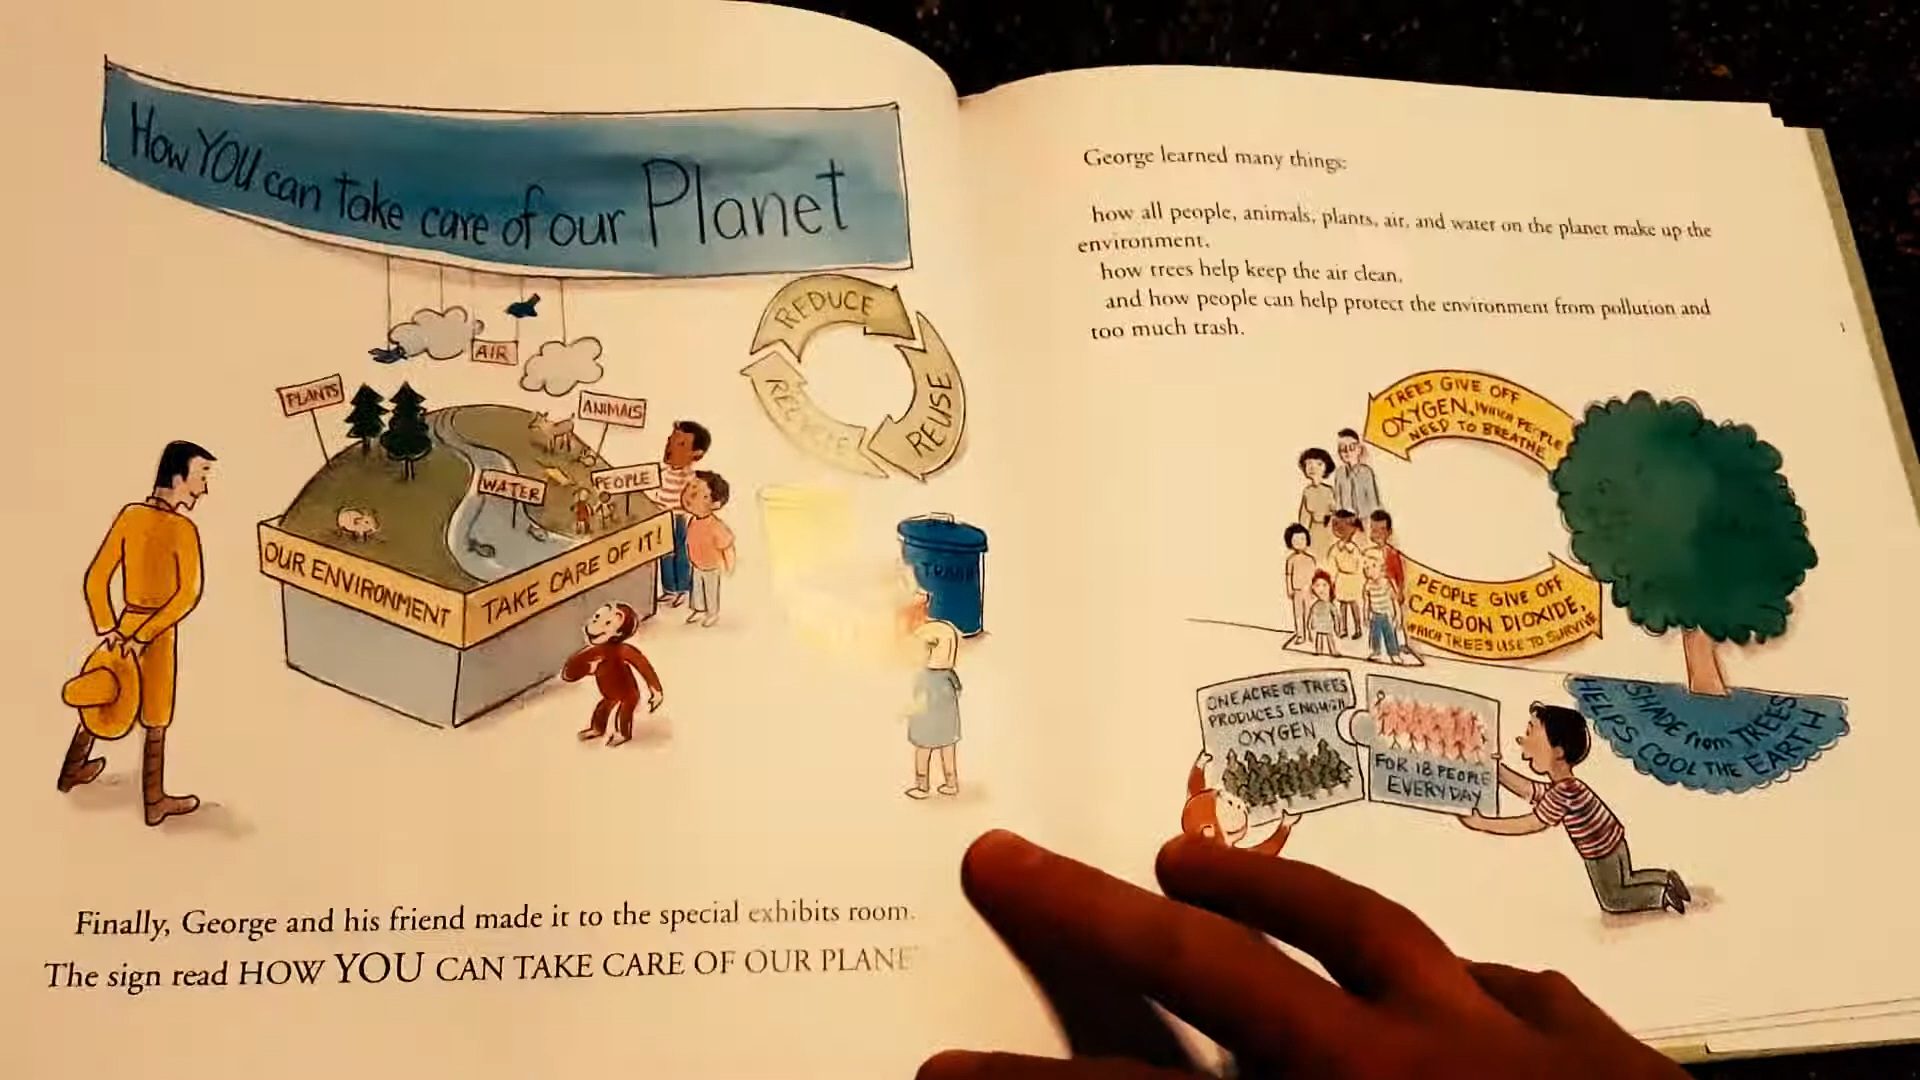 How YOU can take care of our Planet
REDUCE
REUSE
RECYCLE
AIR
PLANTS
ANIMALS
WATER
PEOPLE
OUR ENVIRONMENT
TAKE CARE OF IT!
TRASH
Finally, George and his friend made it to the special exhibits room.
The sign read HOW YOU CAN TAKE CARE OF OUR PLANE
George learned many things:
how all people, animals, plants, air, and water on the planet make up the
environment,
how trees help keep the air clean,
and how people can help protect the environment from pollution and
too much trash.
TREES GIVE OFF
OXYGEN, WHICH PEOPLE
NEED TO BREATHE
PEOPLE GIVE OFF
CARBON DIOXIDE,
WHICH TREES USE TO SURVIVE
ONE ACRE OF TREES
PRODUCES ENOUGH
OXYGEN
FOR 18 PEOPLE
EVERY DAY
SHADE from TREES
HELPS COOL THE EARTH